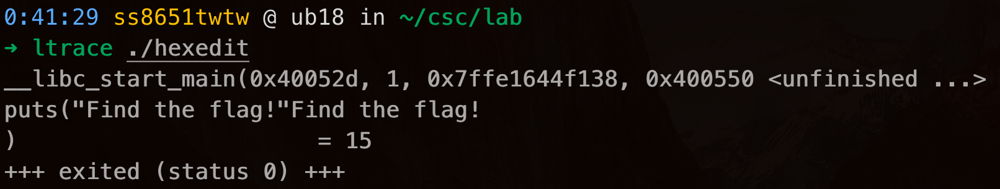 0:41:29 ss8651twtw @ ub18 in ~/csc/lab
→ ltrace ./hexedit
__libc_start_main(0x40052d, 1, 0x7ffe1644f138, 0x400550 <unfinished ...>
puts("Find the flag!"Find the flag!
)                       = 15
+++ exited (status 0) +++